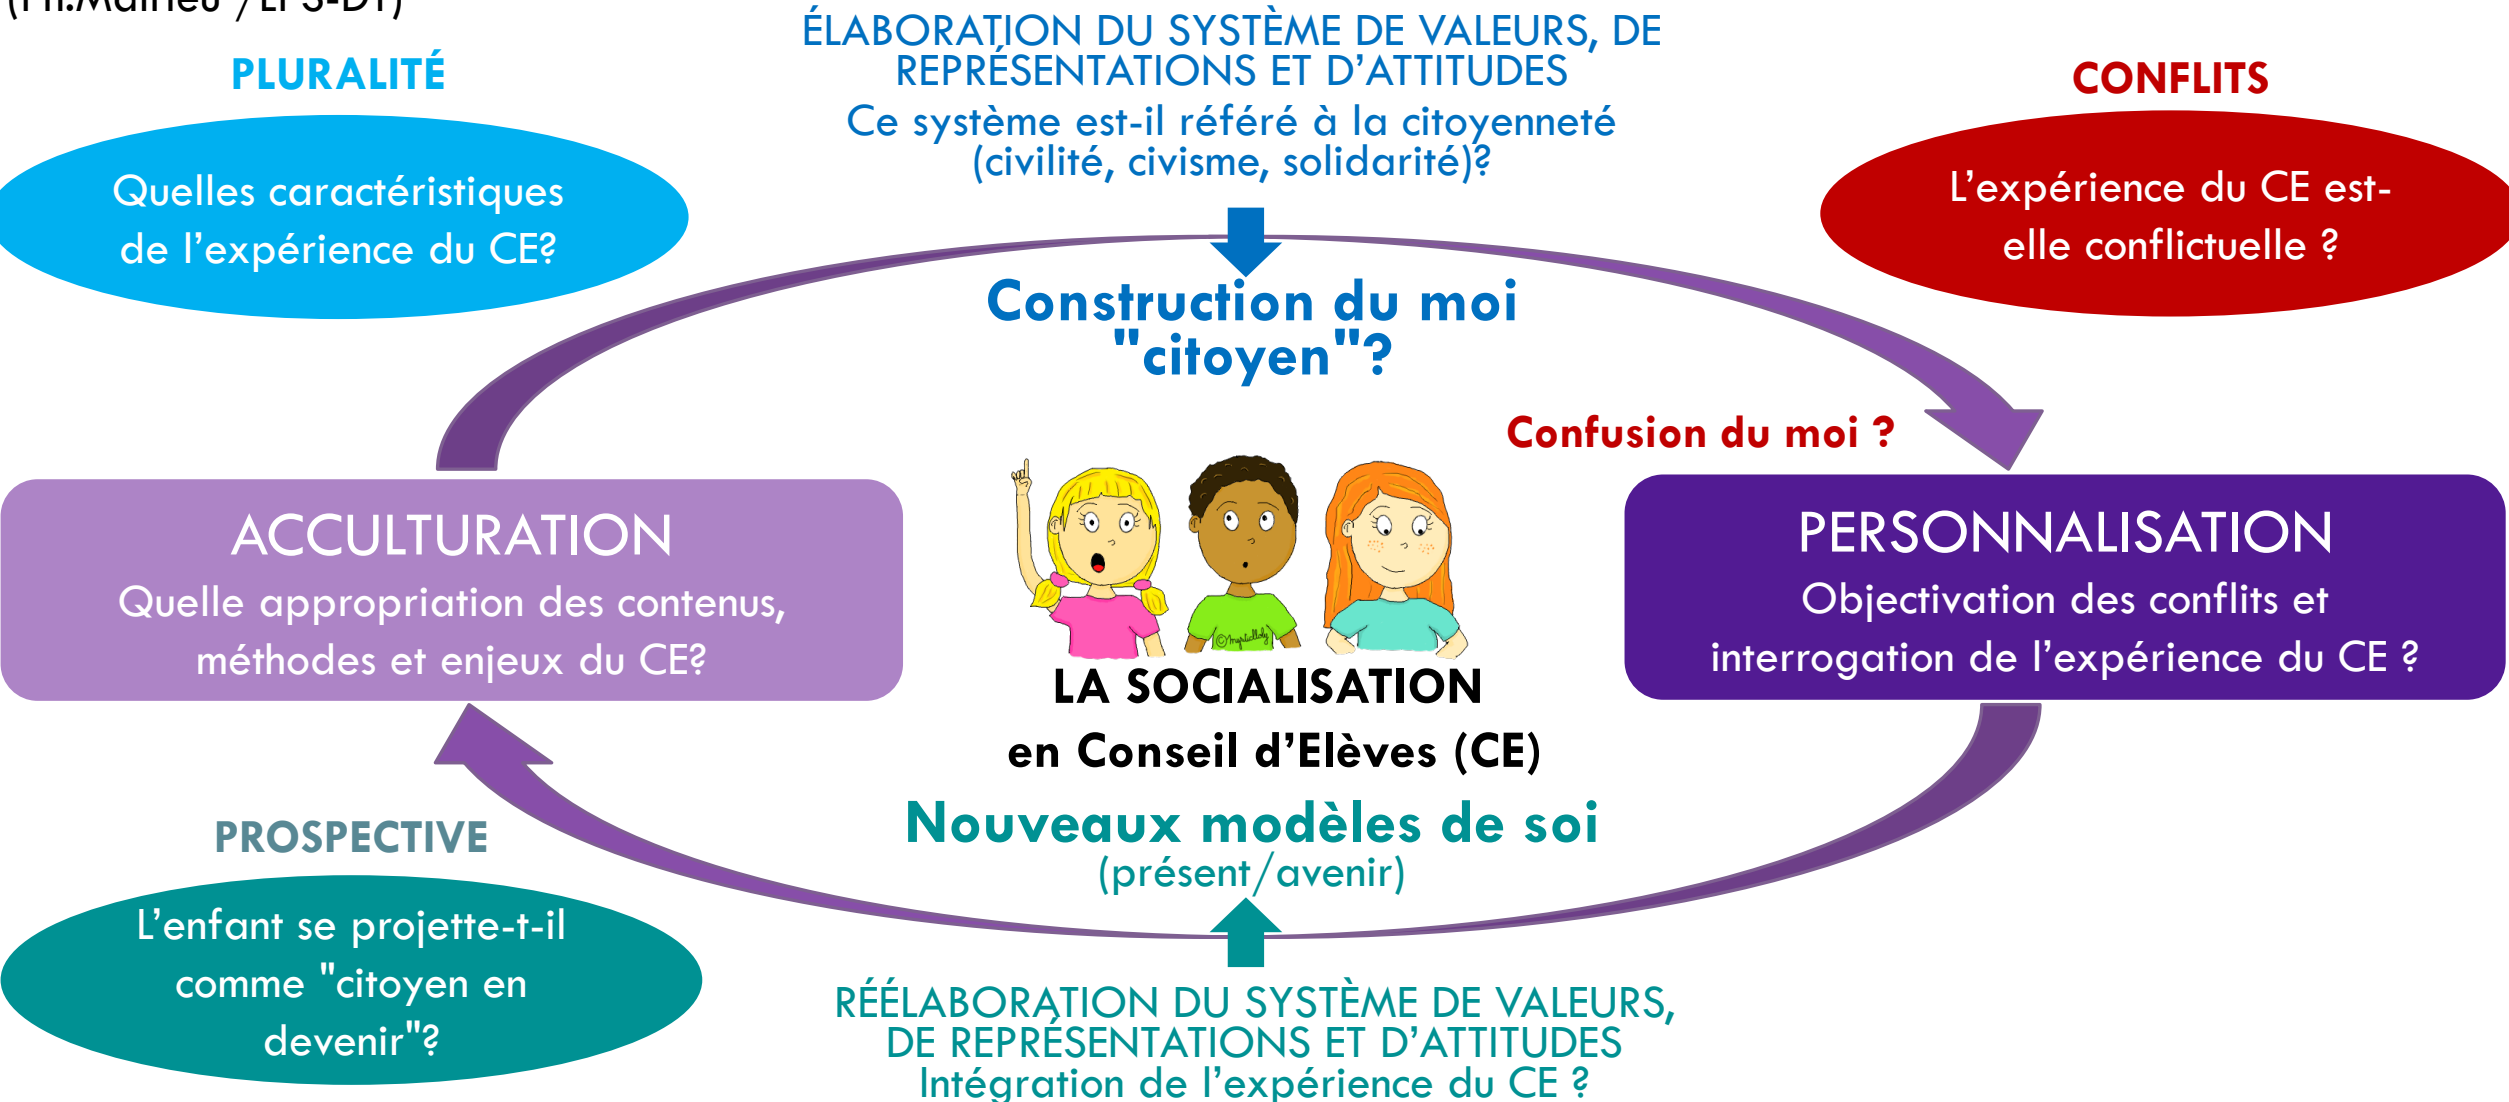 ÉLABORATION DU SYSTÈME DE VALEURS, DE
REPRÉSENTATIONS ET D'ATTITUDES
Ce système est-il référé à la citoyenneté
(civilité, civisme, solidarité)?
PLURALITÉ
Quelles caractéristiques
de l'expérience du CE?
CONFLITS
L'expérience du CE est-
elle conflictuelle ?
Construction du moi
"citoyen"?
Confusion du moi ?
ACCULTURATION
Quelle appropriation des contenus,
méthodes et enjeux du CE?
PERSONNALISATION
Objectivation des conflits et
interrogation de l'expérience du CE ?
LA SOCIALISATION
en Conseil d'Elèves (CE)
Nouveaux modèles de soi
(présent/avenir)
PROSPECTIVE
L'enfant se projette-t-il
comme "citoyen en
devenir"?
RÉÉLABORATION DU SYSTÈME DE VALEURS,
DE REPRÉSENTATIONS ET D'ATTITUDES
Intégration de l'expérience du CE ?